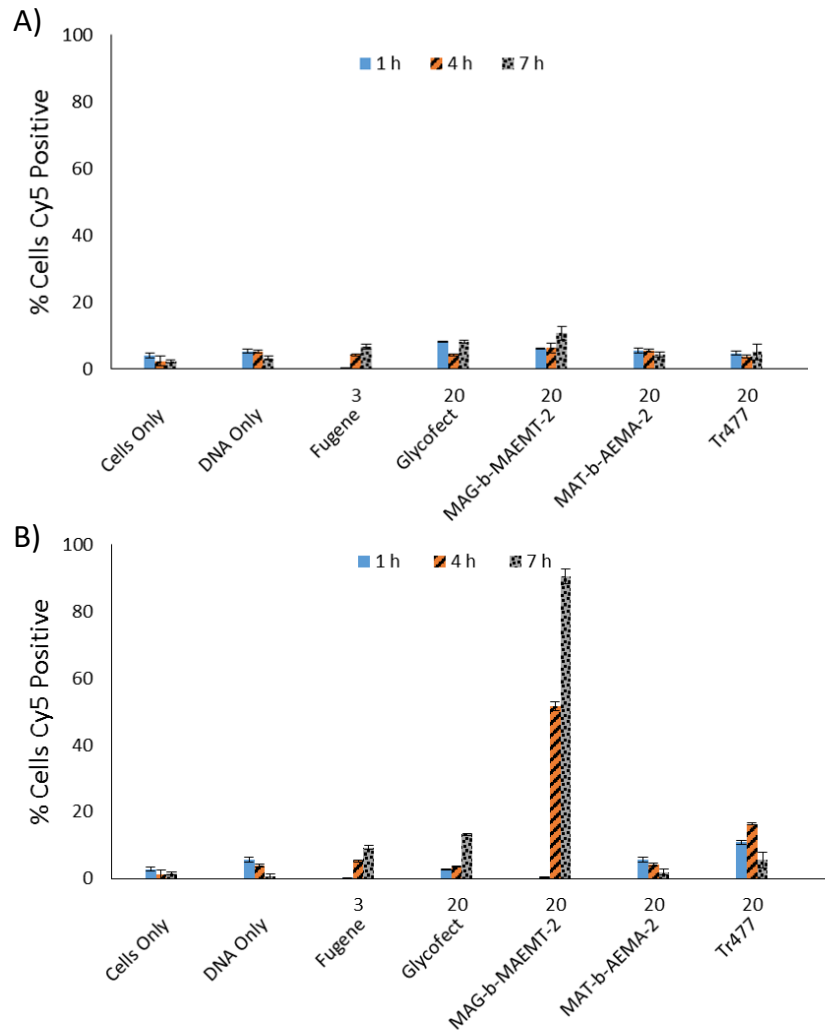 A)
% Cells Cy5 Positive
100
80
60
40
20
0
1 h 4 h 7 h
3 20 20 20 20
Cells Only
DNA Only
Fugene
Glycofect
MAG-b-MAEMT-2
MAT-b-AEMA-2
Tr477
B)
% Cells Cy5 Positive
100
80
60
40
20
0
1 h 4 h 7 h
3 20 20 20 20
Cells Only
DNA Only
Fugene
Glycofect
MAG-b-MAEMT-2
MAT-b-AEMA-2
Tr477